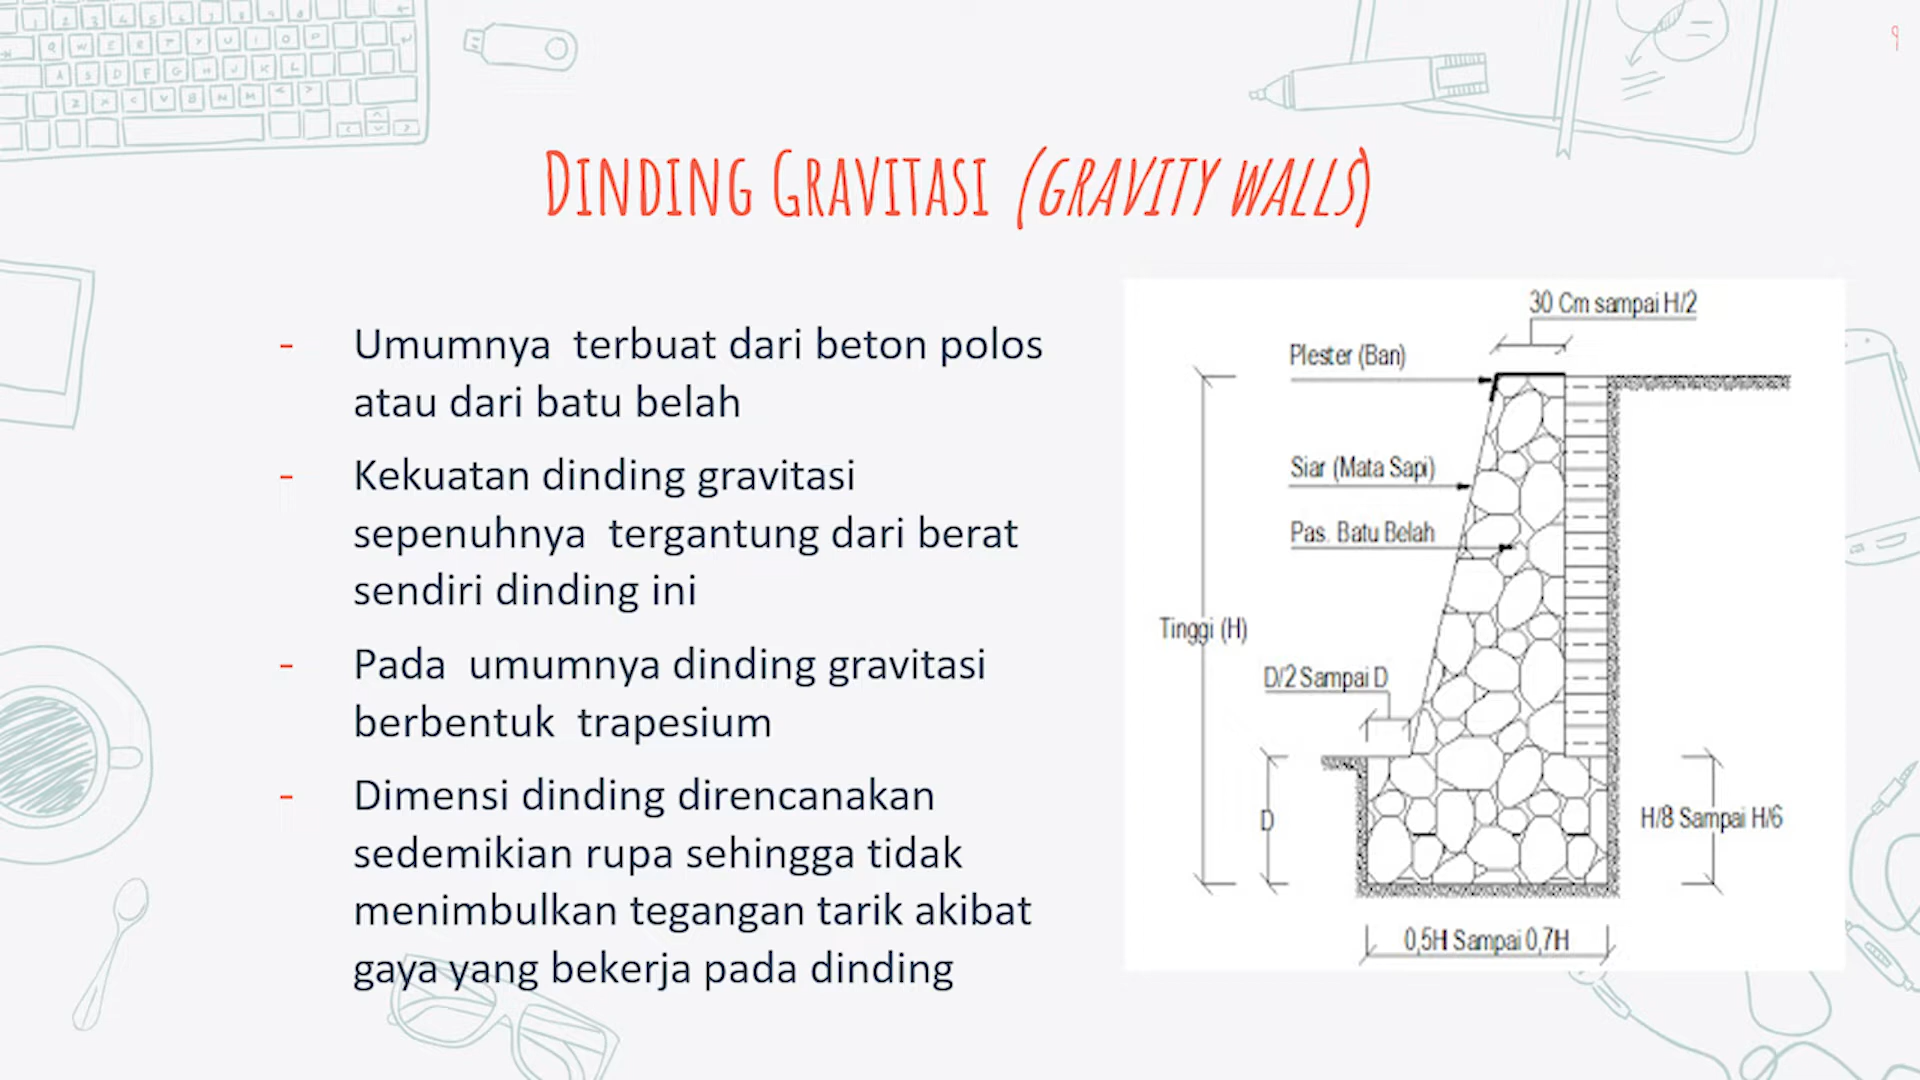 9
DINDING GRAVITASI (GRAVITY WALLS)
- Umumnya terbuat dari beton polos
atau dari batu belah
- Kekuatan dinding gravitasi
sepenuhnya tergantung dari berat
sendiri dinding ini
- Pada umumnya dinding gravitasi
berbentuk trapesium
- Dimensi dinding direncanakan
sedemikian rupa sehingga tidak
menimbulkan tegangan tarik akibat
gaya yang bekerja pada dinding
30 Cm sampai H/2
Plester (Ban)
Siar (Mata Sapi)
Pas. Batu Belah
Tinggi (H)
D/2 Sampai D
D
H/8 Sampai H/6
0,5H Sampai 0,7H